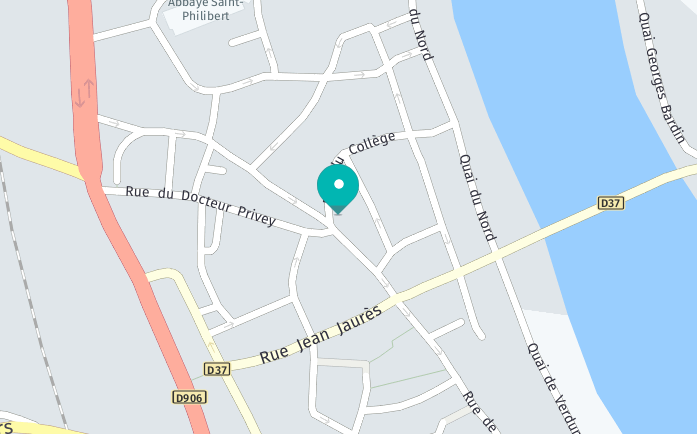 Abbaye Saint-
Philibert
du Nord
Quai Georges Bardin
du Collège
Quai du Nord
Rue du Docteur Privey
D37
Rue Jean Jaurès
D37
D906
Quai de Verdun
Rue de
rs